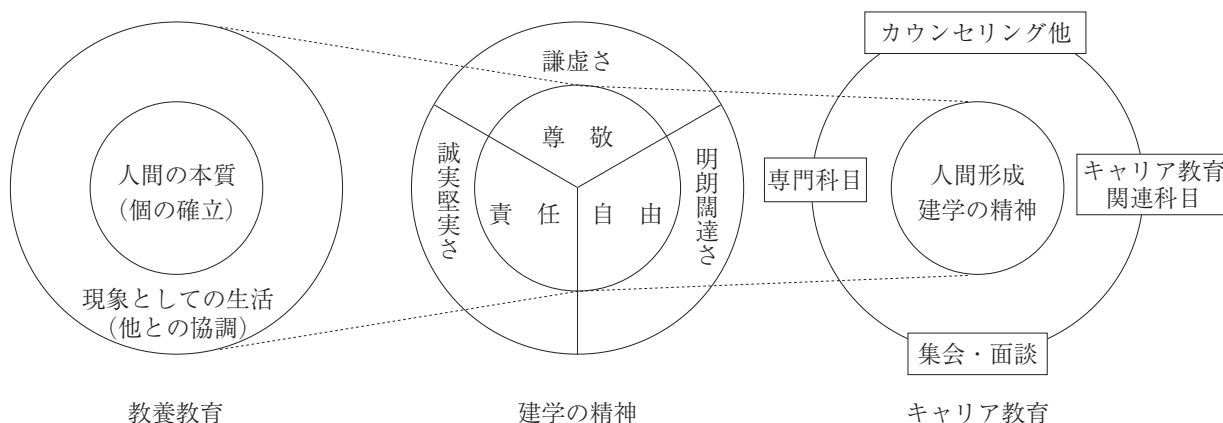 人間の本質
（個の確立）
現象としての生活
（他との協調）
教養教育
謙虚さ
尊　敬
誠実堅実さ
責　任
自　由
明朗闊達さ
建学の精神
カウンセリング他
専門科目
人間形成
建学の精神
キャリア教育
関連科目
集会・面談
キャリア教育